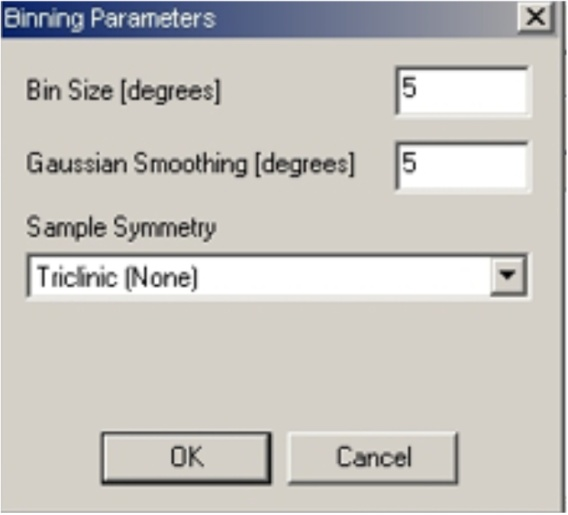 Binning Parameters
Bin Size [degrees] 5
Gaussian Smoothing [degrees] 5
Sample Symmetry
Triclinic (None)
OK Cancel